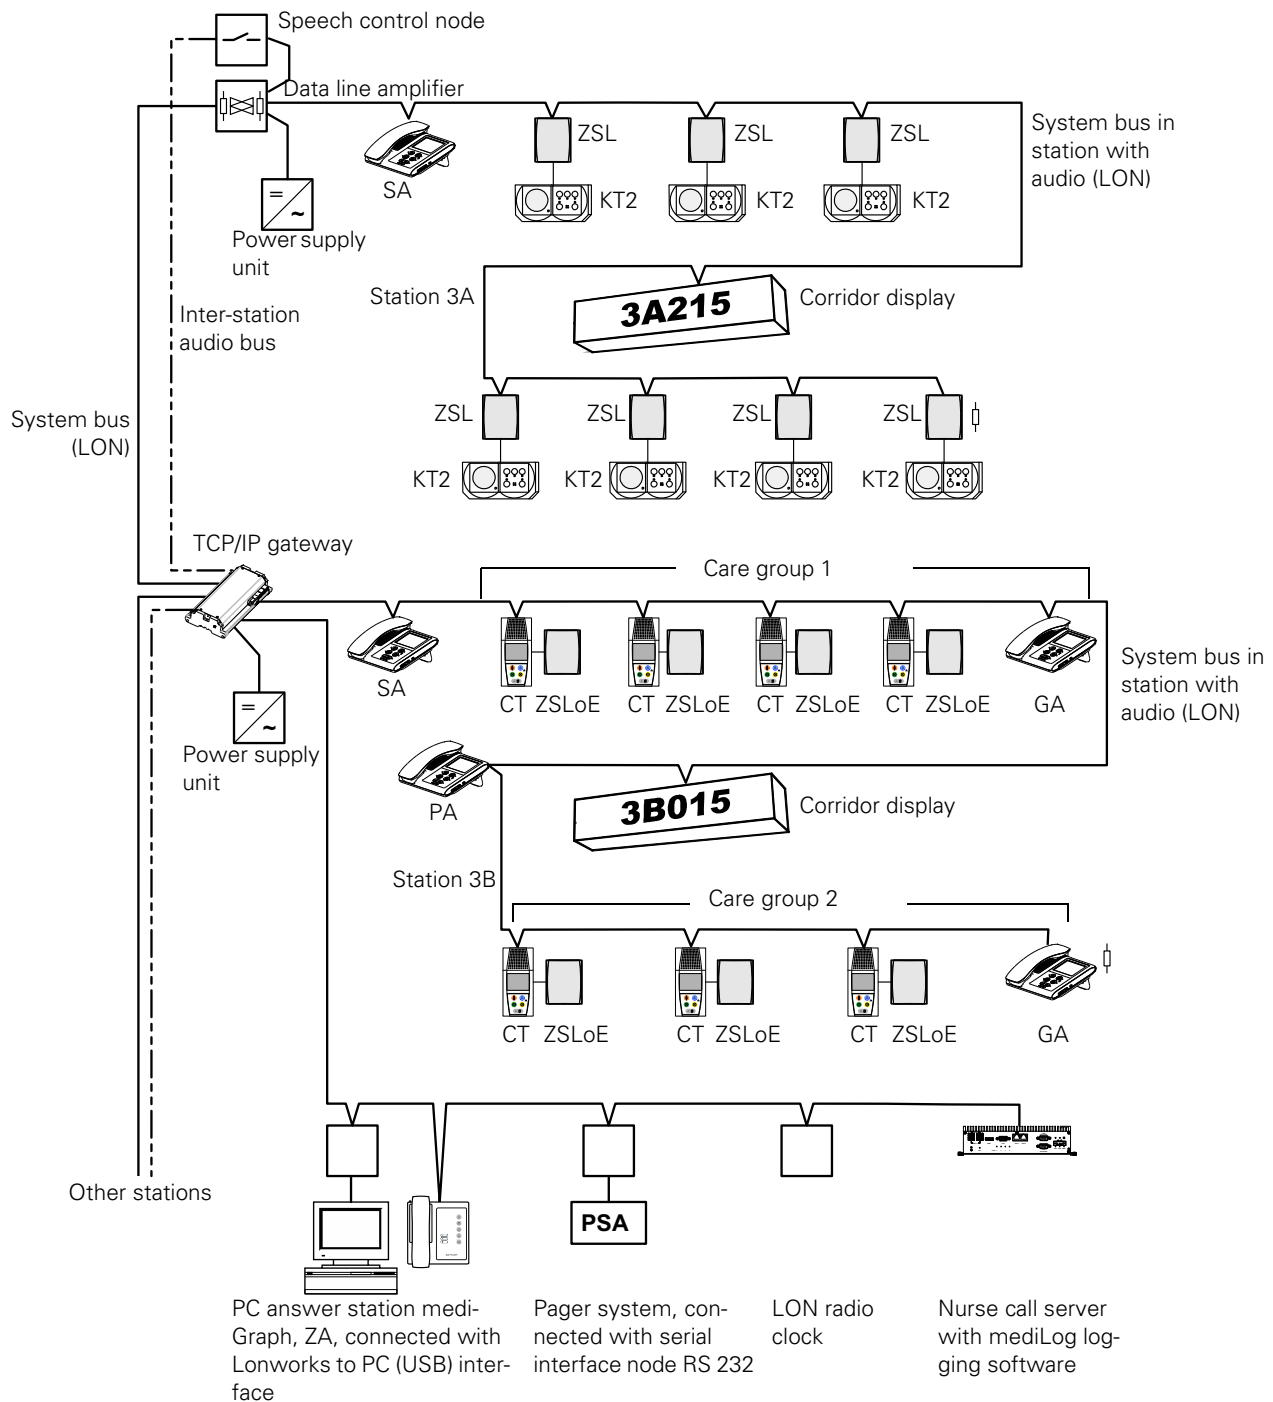 Speech control node
Data line amplifier
ZSL
ZSL
ZSL
System bus in
station with
audio (LON)
SA
KT2
KT2
KT2
=
~
Power supply
unit
Station 3A
3A215
Corridor display
Inter-station
audio bus
System bus
(LON)
ZSL
ZSL
ZSL
ZSL
KT2
KT2
KT2
KT2
TCP/IP gateway
Care group 1
SA
CT ZSLoE
CT ZSLoE
CT ZSLoE
CT ZSLoE
GA
System bus in
station with
audio (LON)
=
~
Power supply
unit
PA
3B015
Corridor display
Station 3B
Care group 2
CT ZSLoE
CT ZSLoE
CT ZSLoE
GA
Other stations
PSA
PC answer station medi-
Graph, ZA, connected with
Lonworks to PC (USB) inter-
face
Pager system, con-
nected with serial
interface node RS 232
LON radio
clock
Nurse call server
with mediLog log-
ging software